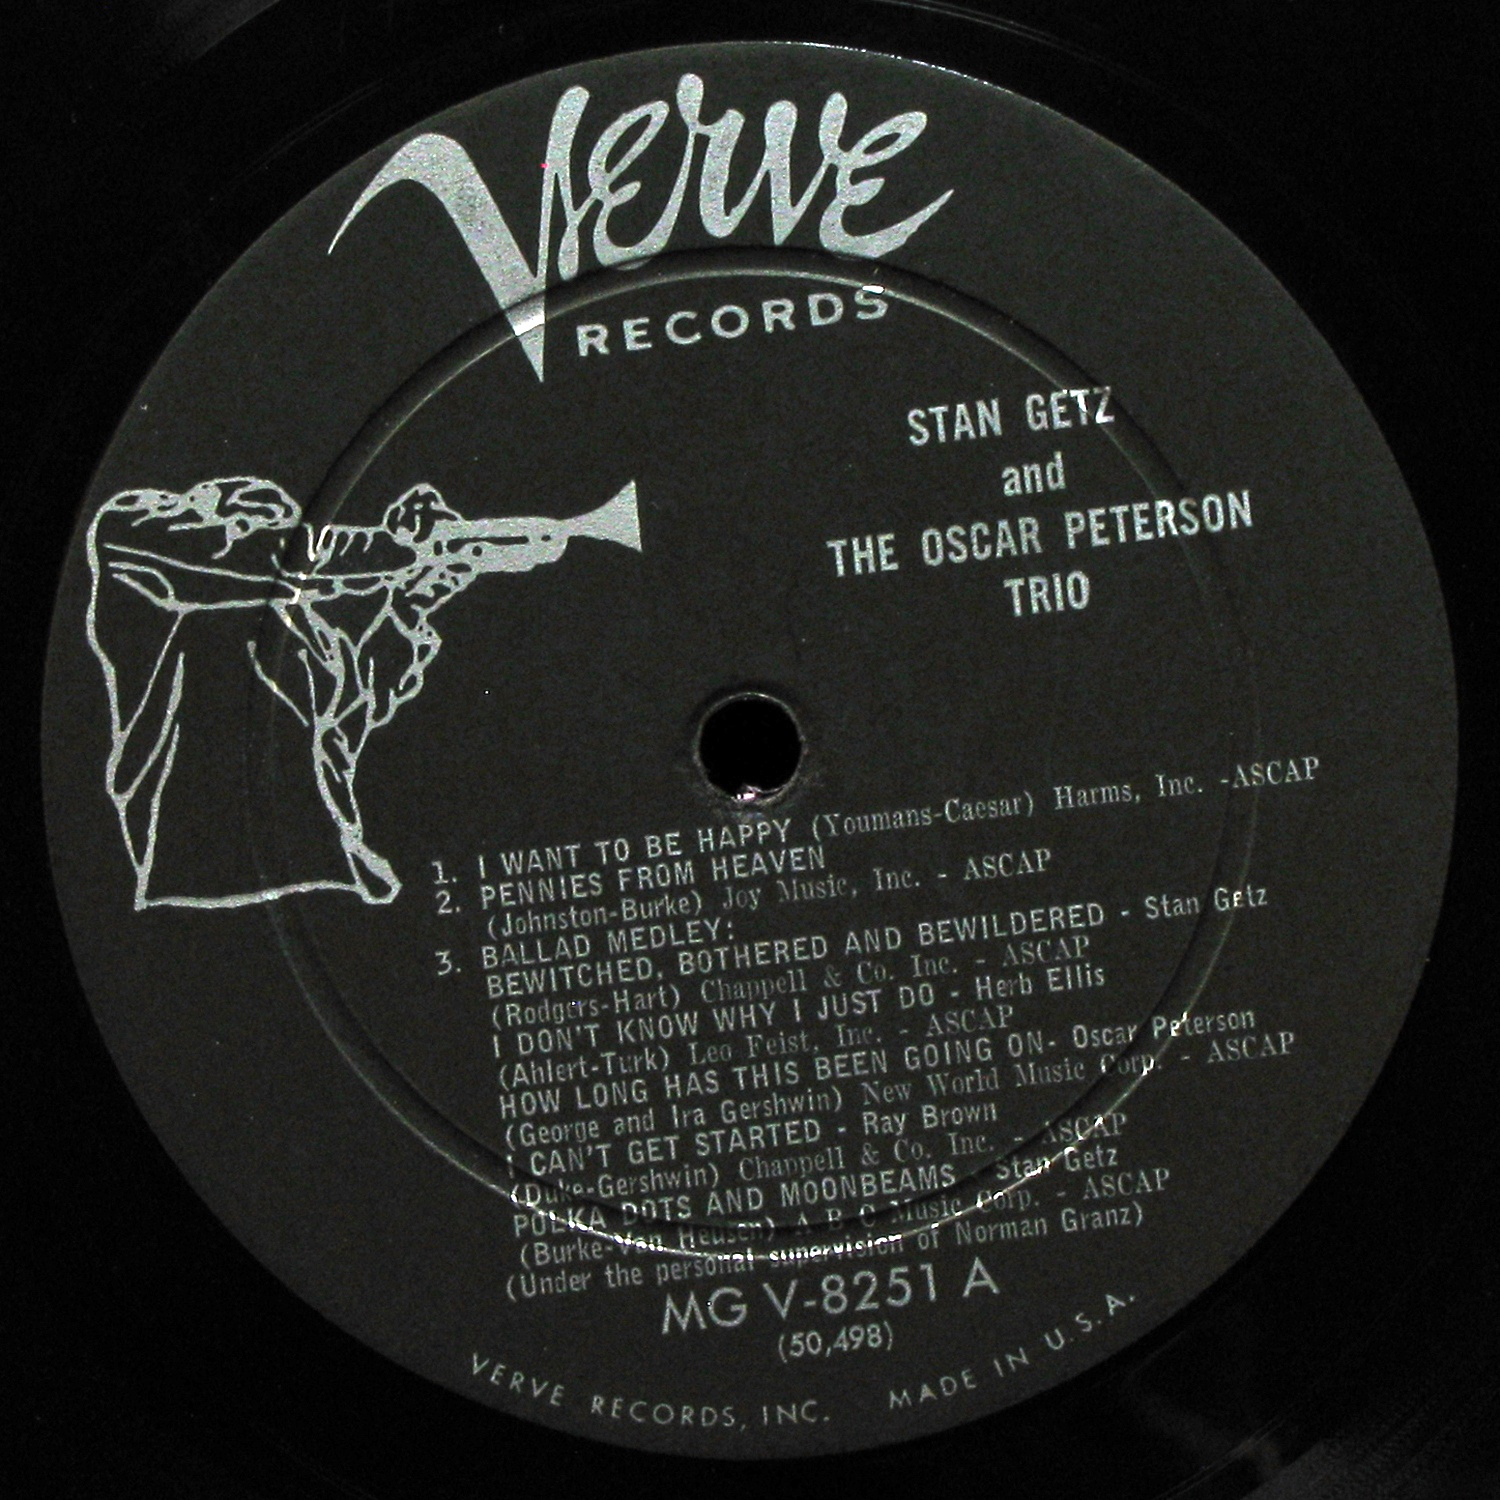 Verve
RECORDS
STAN GETZ
and
THE OSCAR PETERSON
TRIO
1. I WANT TO BE HAPPY (Youmans-Caesar) Harms, Inc. -ASCAP
2. PENNIES FROM HEAVEN
(Johnston-Burke) Joy Music, Inc. - ASCAP
3. BALLAD MEDLEY:
BEWITCHED, BOTHERED AND BEWILDERED - Stan Getz
(Rodgers-Hart) Chappell & Co. Inc. - ASCAP
I DON'T KNOW WHY I JUST DO - Herb Ellis
(Ahlert-Turk) Leo Feist, Inc. - ASCAP
HOW LONG HAS THIS BEEN GOING ON- Oscar Peterson
(George and Ira Gershwin) New World Music Corp. - ASCAP
I CAN'T GET STARTED - Ray Brown
(Duke-Gershwin) Chappell & Co. Inc. - ASCAP
POLKA DOTS AND MOONBEAMS - Stan Getz
(Burke-Van Heusen) A B C Music Corp. - ASCAP
(Under the personal supervision of Norman Granz)
MG V-8251 A
(50,498)
VERVE RECORDS, INC. MADE IN U.S.A.